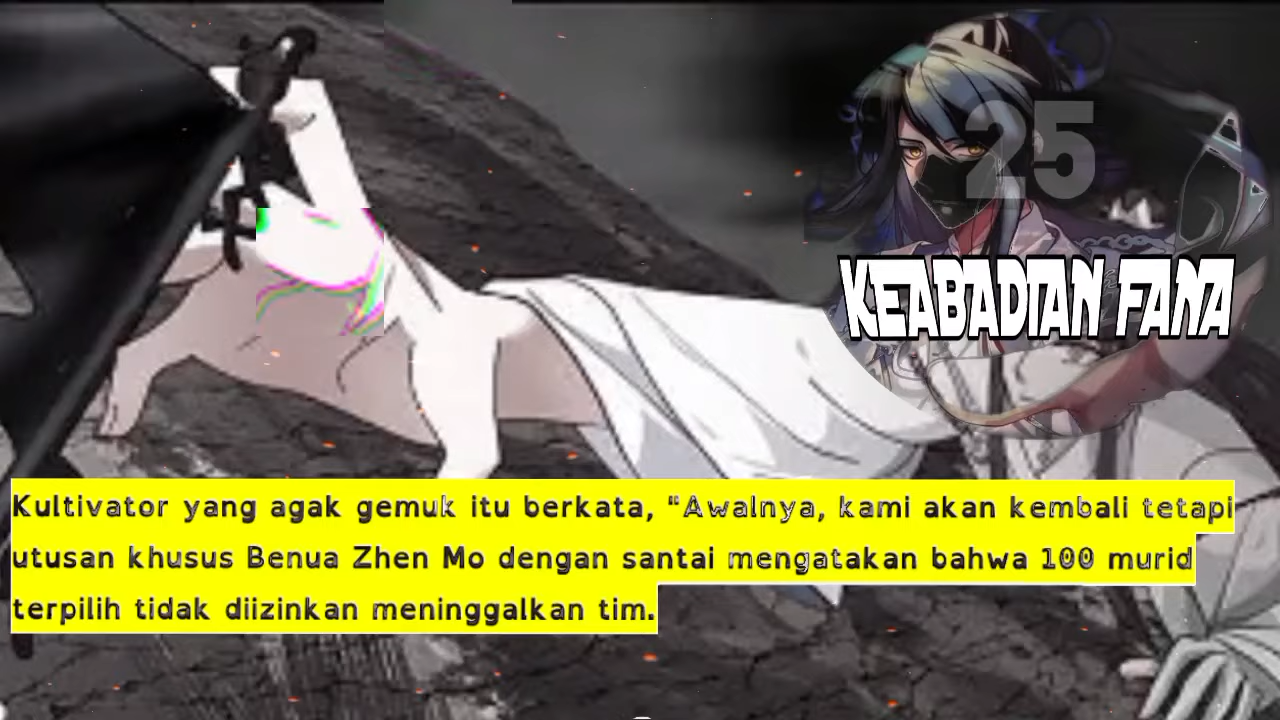 25
KEABADIAN FANA
Kultivator yang agak gemuk itu berkata, "Awalnya, kami akan kembali tetapi
utusan khusus Benua Zhen Mo dengan santai mengatakan bahwa 100 murid
terpilih tidak diizinkan meninggalkan tim.